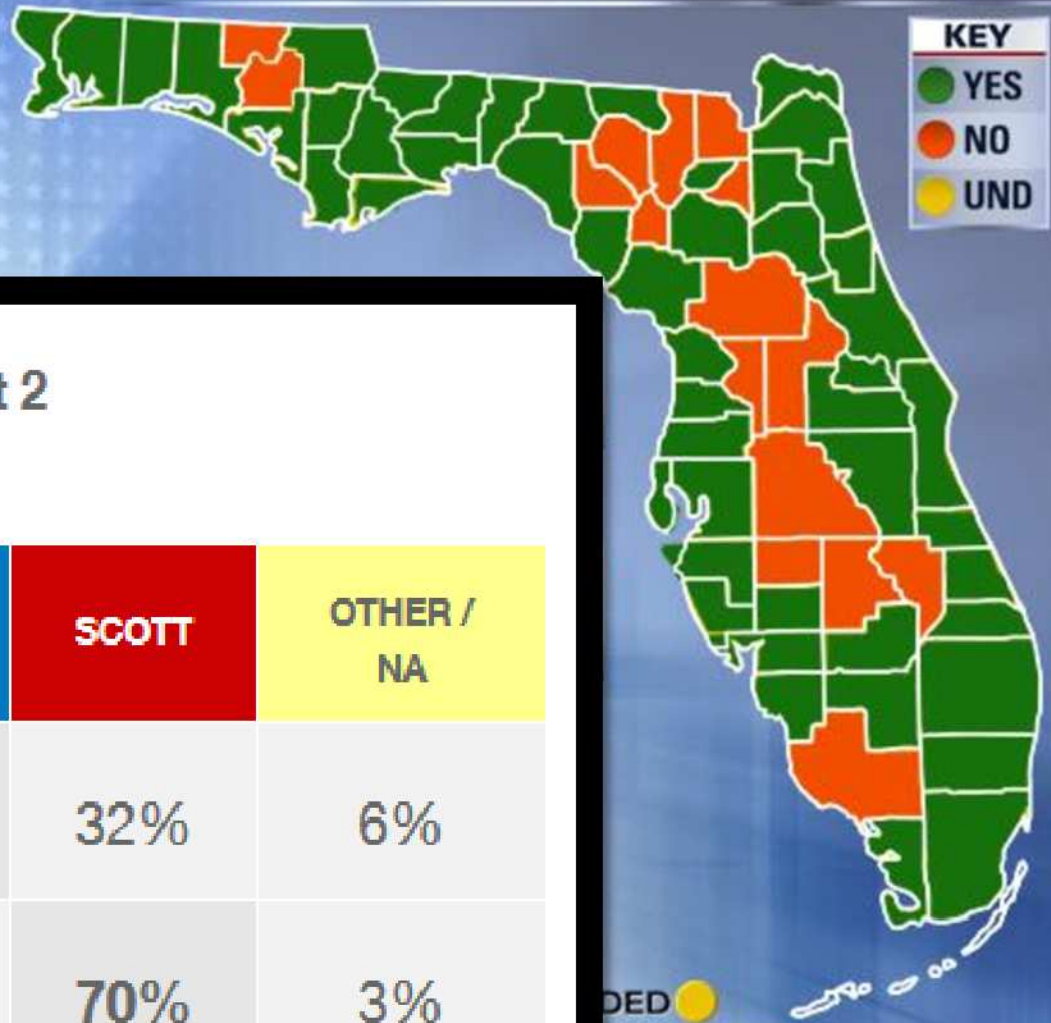 KEY
YES
NO
UND
t 2
SCOTT
OTHER /
NA
32%
6%
70%
3%
DED